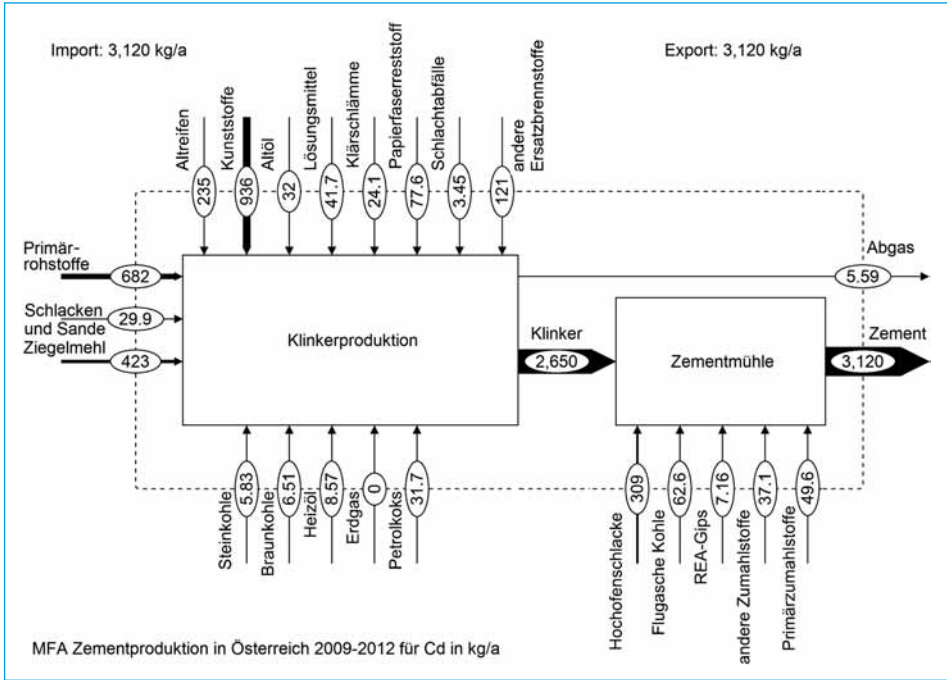 Import: 3,120 kg/a
Export: 3,120 kg/a
Altreifen
235
Kunststoffe
936
Altöl
32
Lösungsmittel
41.7
Klärschlämme
24.1
Papierfaserreststoff
77.6
Schlachtabfälle
3.45
andere
Ersatzbrennstoffe
121
Primär-
rohstoffe
682
Schlacken
und Sande
29.9
Ziegelmehl
423
Klinkerproduktion
Abgas
5.59
Klinker
2,650
Zementmühle
Zement
3,120
Steinkohle
5.83
Braunkohle
6.51
Heizöl
8.57
Erdgas
0
Petrolkoks
31.7
Hochofenschlacke
309
Flugasche Kohle
62.6
REA-Gips
7.16
andere Zumahlstoffe
37.1
Primärzumahlstoffe
49.6
MFA Zementproduktion in Österreich 2009-2012 für Cd in kg/a